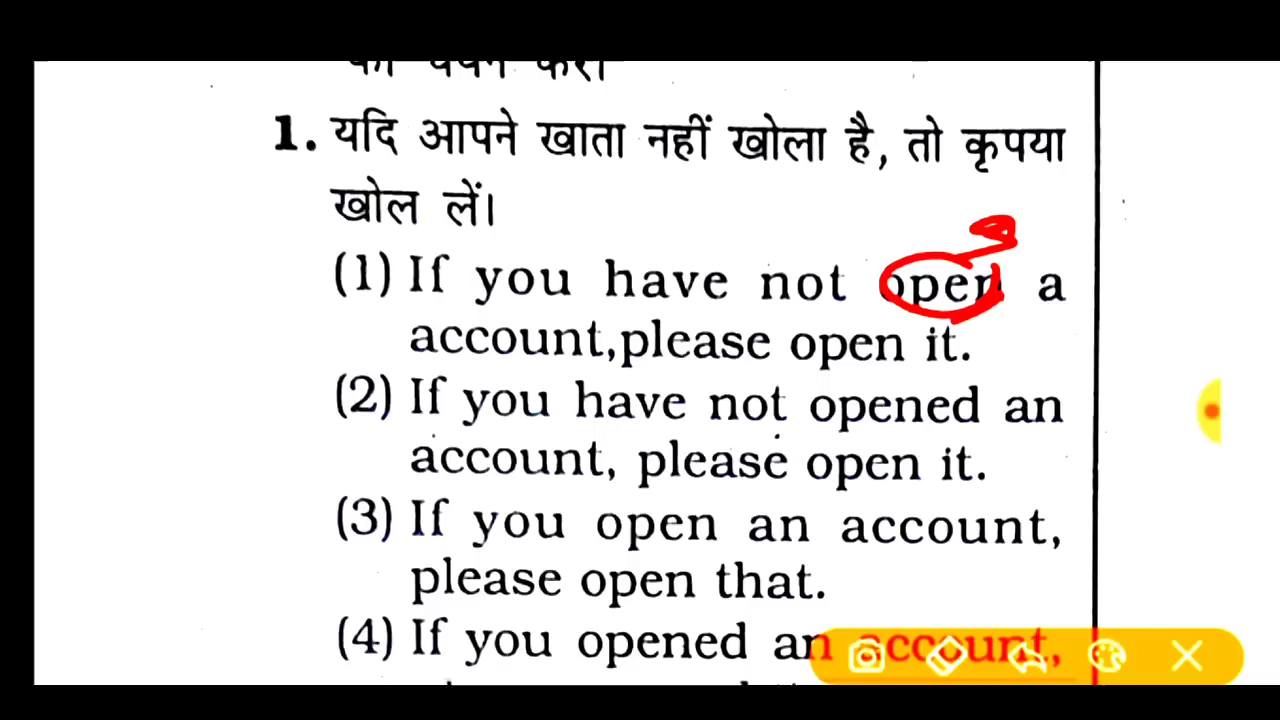 1. यदि आपने खाता नहीं खोला है, तो कृपया
खोल लें।
(1) If you have not open a
account,please open it.
(2) If you have not opened an
account, please open it.
(3) If you open an account,
please open that.
(4) If you opened an account,